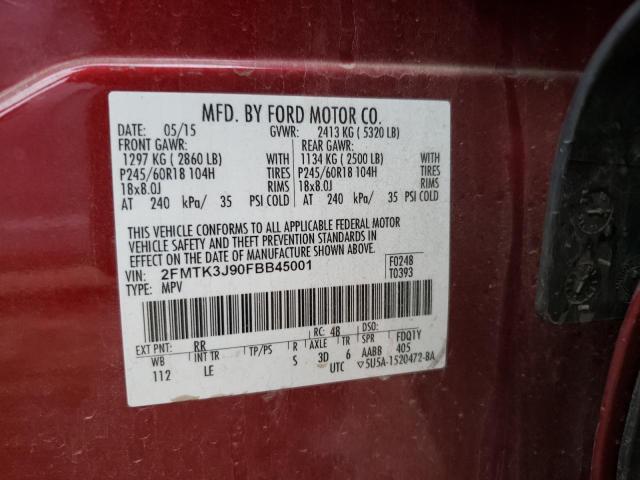 MFD. BY FORD MOTOR CO.
DATE: 05/15 GVWR: 2413 KG ( 5320 LB)
FRONT GAWR: REAR GAWR:
1297 KG ( 2860 LB) WITH 1134 KG ( 2500 LB) WITH
P245/60R18 104H TIRES P245/60R18 104H TIRES
18x8.0J RIMS 18x8.0J RIMS
AT 240 kPa/ 35 PSI COLD AT 240 kPa/ 35 PSI COLD
THIS VEHICLE CONFORMS TO ALL APPLICABLE FEDERAL MOTOR
VEHICLE SAFETY AND THEFT PREVENTION STANDARDS IN
EFFECT ON THE DATE OF MANUFACTURE SHOWN ABOVE.
VIN: 2FMTK3J90FBB45001 F0248
TYPE: MPV T0393
EXT PNT: RR RC: 48 DSO: FDQ1Y
WB INT TR TP/PS R AXLE TR SPR 405
112 LE S 3D 6 AABB
UTC ▽5U5A-1520472-BA